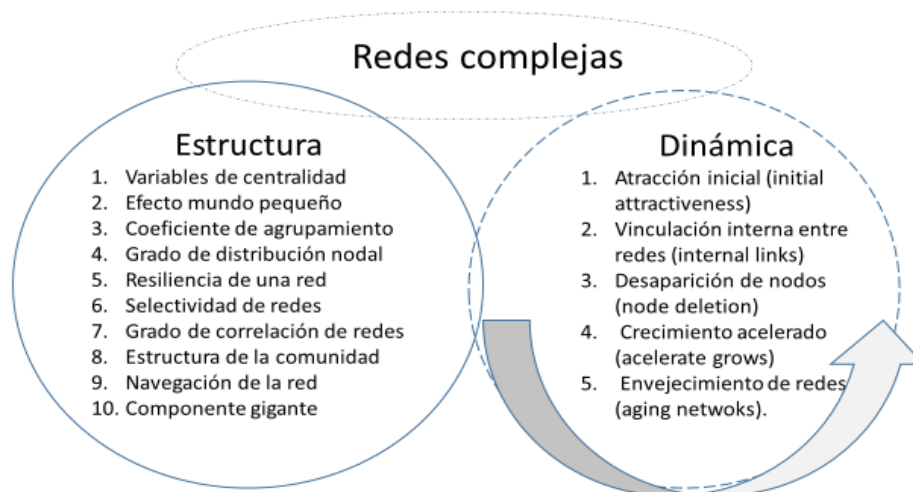 Redes complejas
Estructura
1. Variables de centralidad
2. Efecto mundo pequeño
3. Coeficiente de agrupamiento
4. Grado de distribución nodal
5. Resiliencia de una red
6. Selectividad de redes
7. Grado de correlación de redes
8. Estructura de la comunidad
9. Navegación de la red
10. Componente gigante
Dinámica
1. Atracción inicial (initial
attractiveness)
2. Vinculación interna entre
redes (internal links)
3. Desaparición de nodos
(node deletion)
4. Crecimiento acelerado
(acelerate grows)
5. Envejecimiento de redes
(aging netwoks).